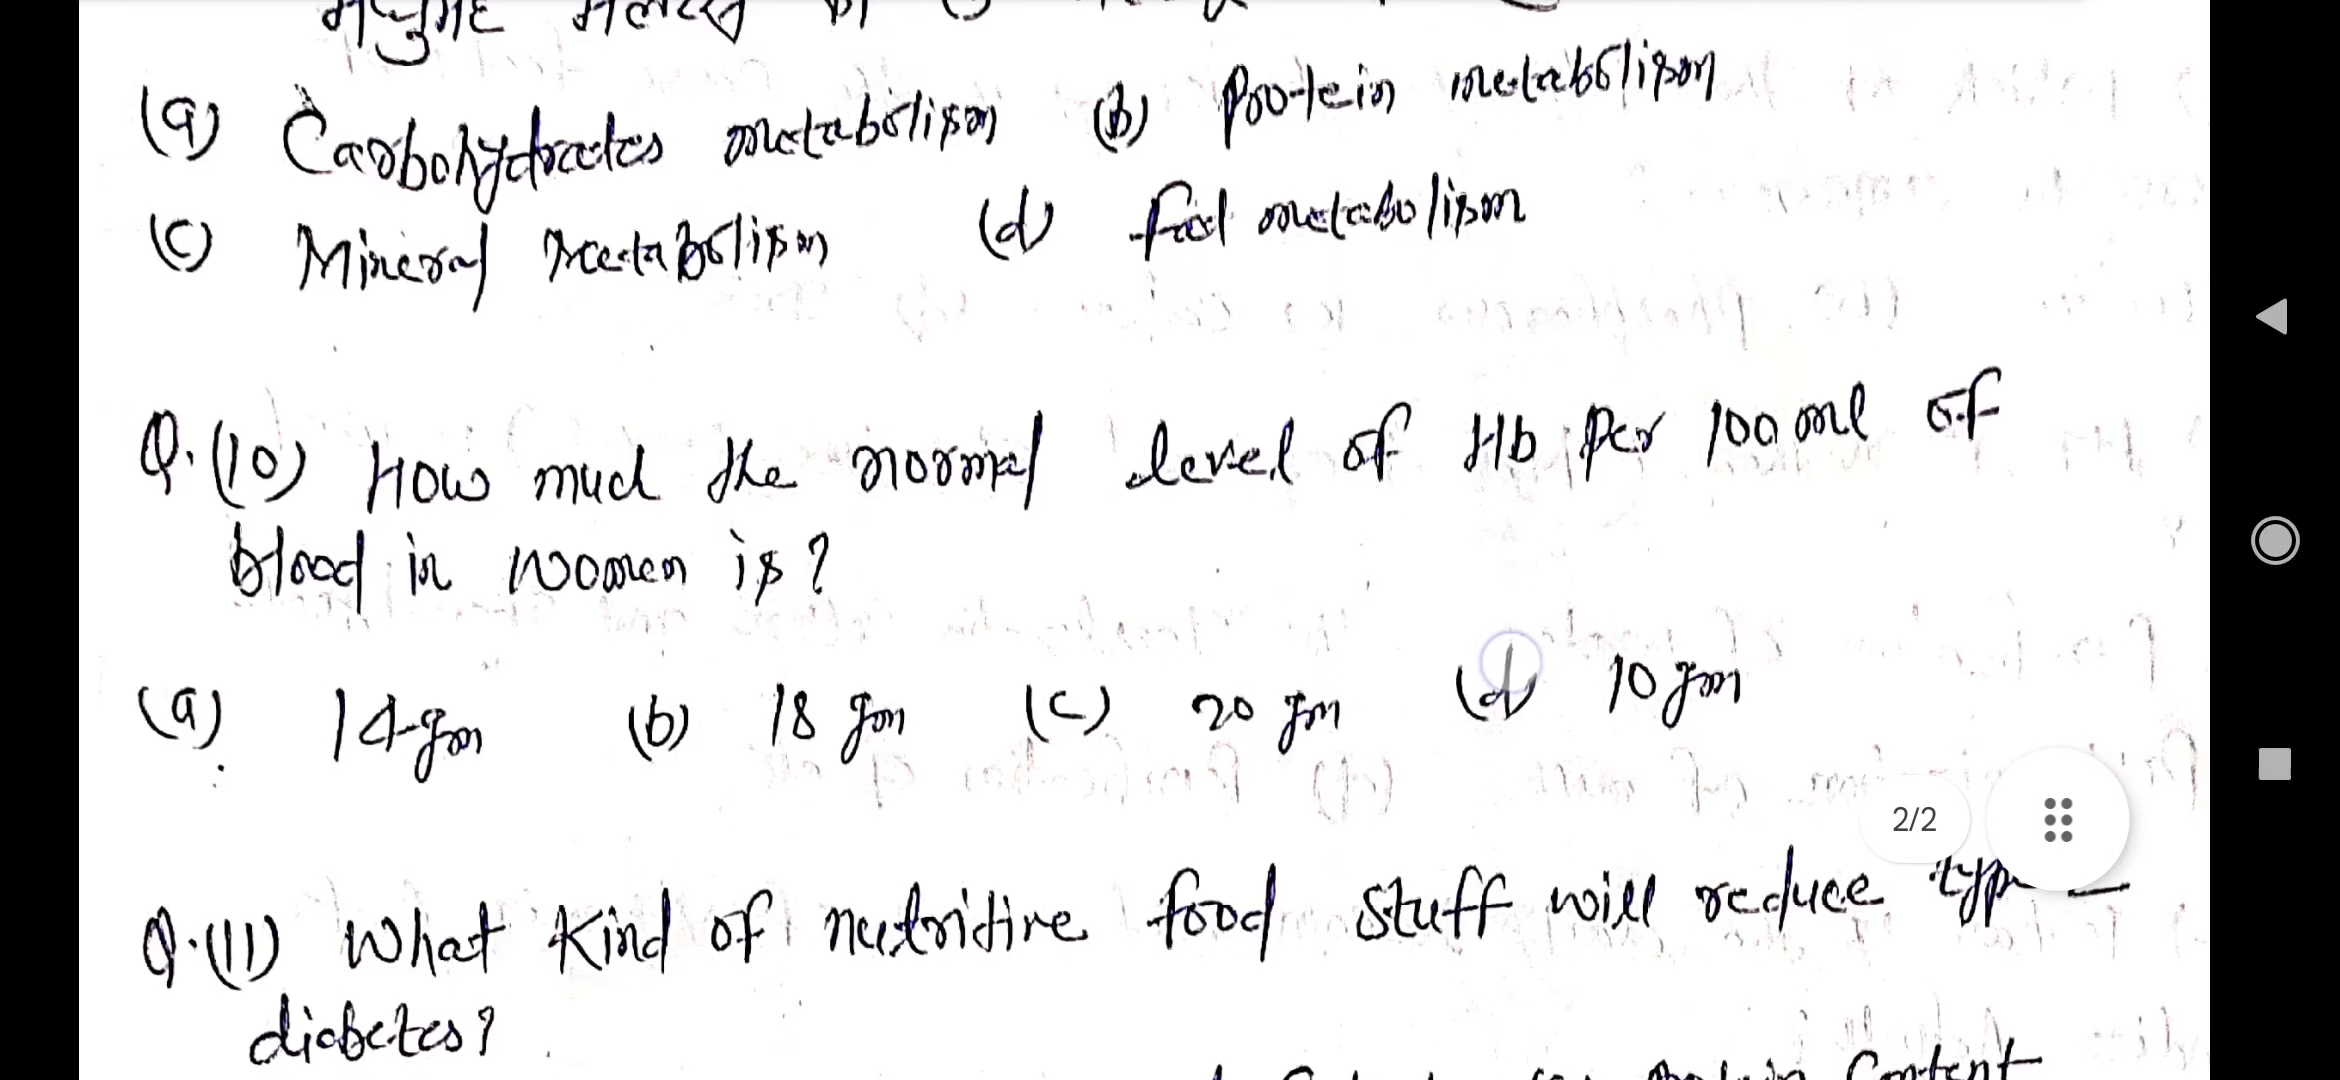 मधुमेह
(a) Carbohydrates metabolism (b) Protein metabolism
(c) Mineral Metabolism (d) fat metabolism
Q.(10) How much the normal level of Hb per 100 ml of
blood in women is?
(a) 14 gm (b) 18 gm (c) 20 gm (d) 10 gm
2/2
Q.(11) What kind of nutritive food stuff will reduce
diabetes?
Content